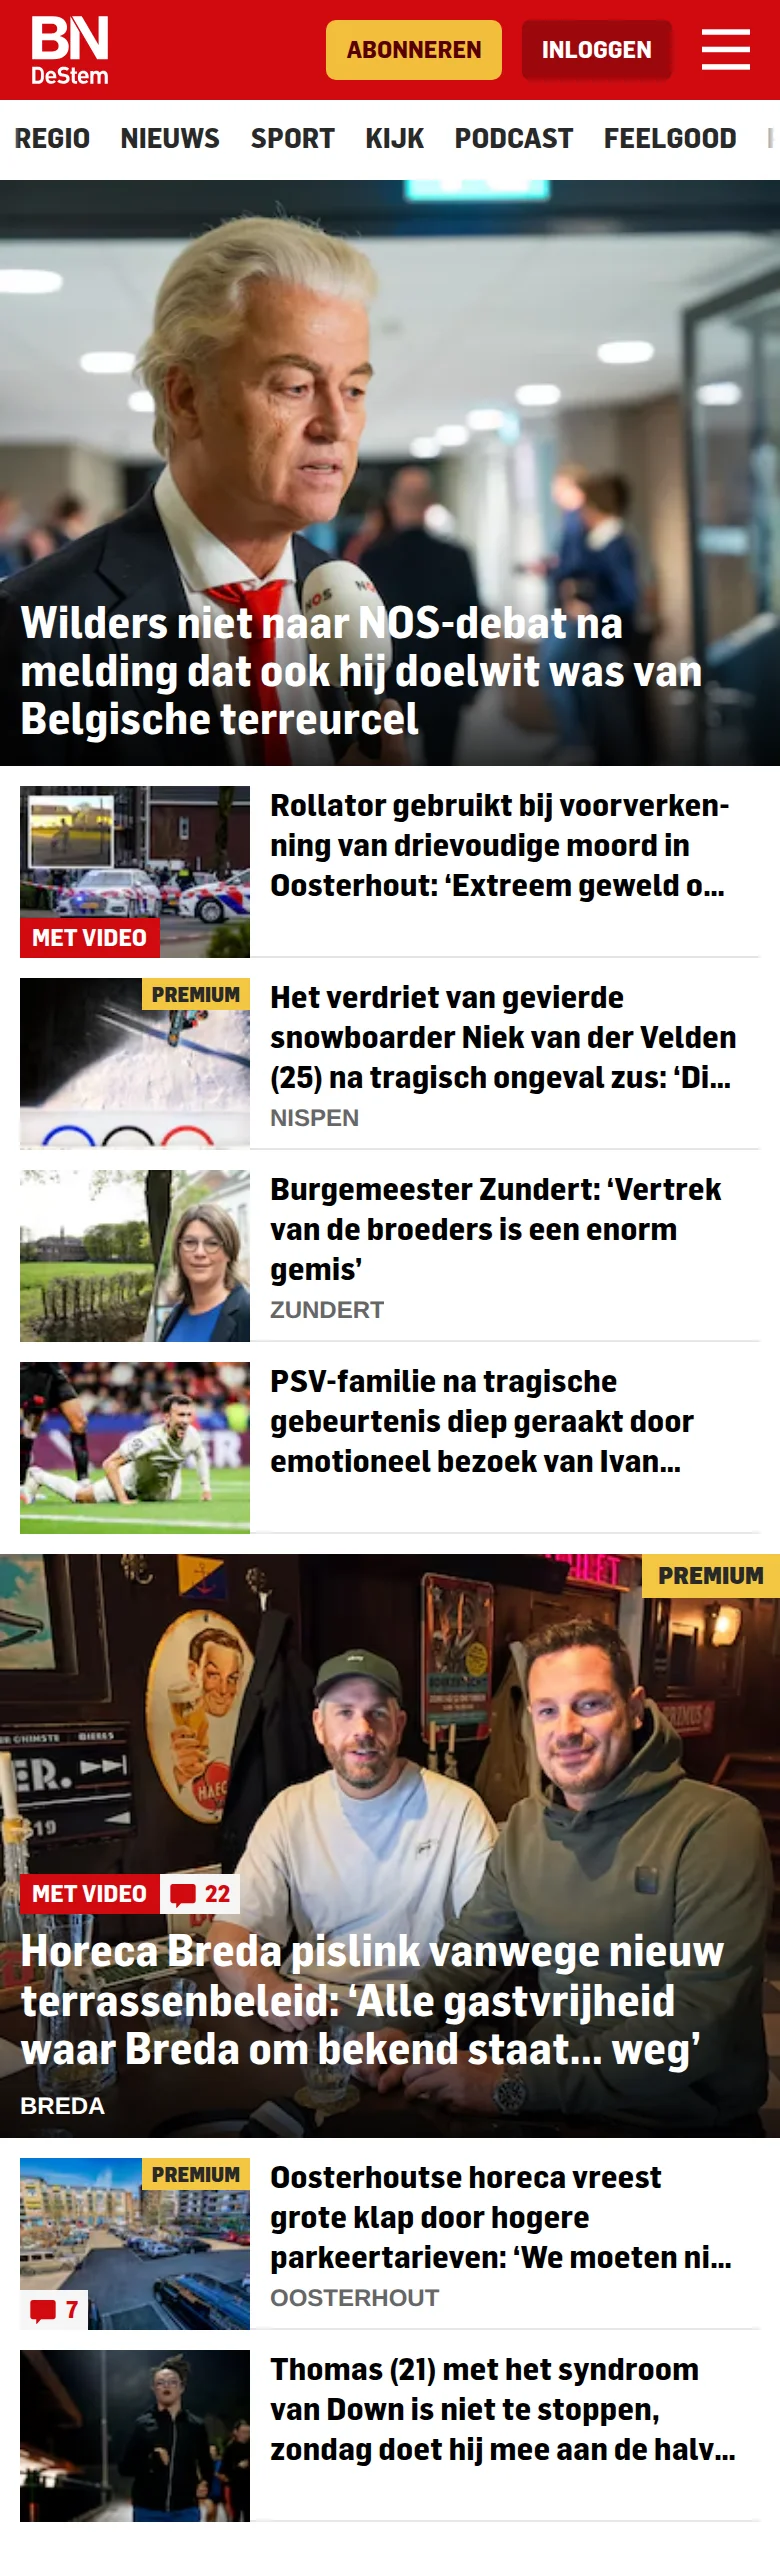 BN
DeStem
ABONNEREN
INLOGGEN
REGIO NIEUWS SPORT KIJK PODCAST FEELGOOD
NOS
Wilders niet naar NOS-debat na
melding dat ook hij doelwit was van
Belgische terreurcel
MET VIDEO
Rollator gebruikt bij voorverken-
ning van drievoudige moord in
Oosterhout: ‘Extreem geweld o...
PREMIUM
Het verdriet van gevierde
snowboarder Niek van der Velden
(25) na tragisch ongeval zus: ‘Di...
NISPEN
Burgemeester Zundert: ‘Vertrek
van de broeders is een enorm
gemis’
ZUNDERT
PSV-familie na tragische
gebeurtenis diep geraakt door
emotioneel bezoek van Ivan...
PREMIUM
ER.
MET VIDEO
22
Horeca Breda pislink vanwege nieuw
terrassenbeleid: ‘Alle gastvrijheid
waar Breda om bekend staat... weg’
BREDA
PREMIUM
7
Oosterhoutse horeca vreest
grote klap door hogere
parkeertarieven: ‘We moeten ni...
OOSTERHOUT
Thomas (21) met het syndroom
van Down is niet te stoppen,
zondag doet hij mee aan de halv...